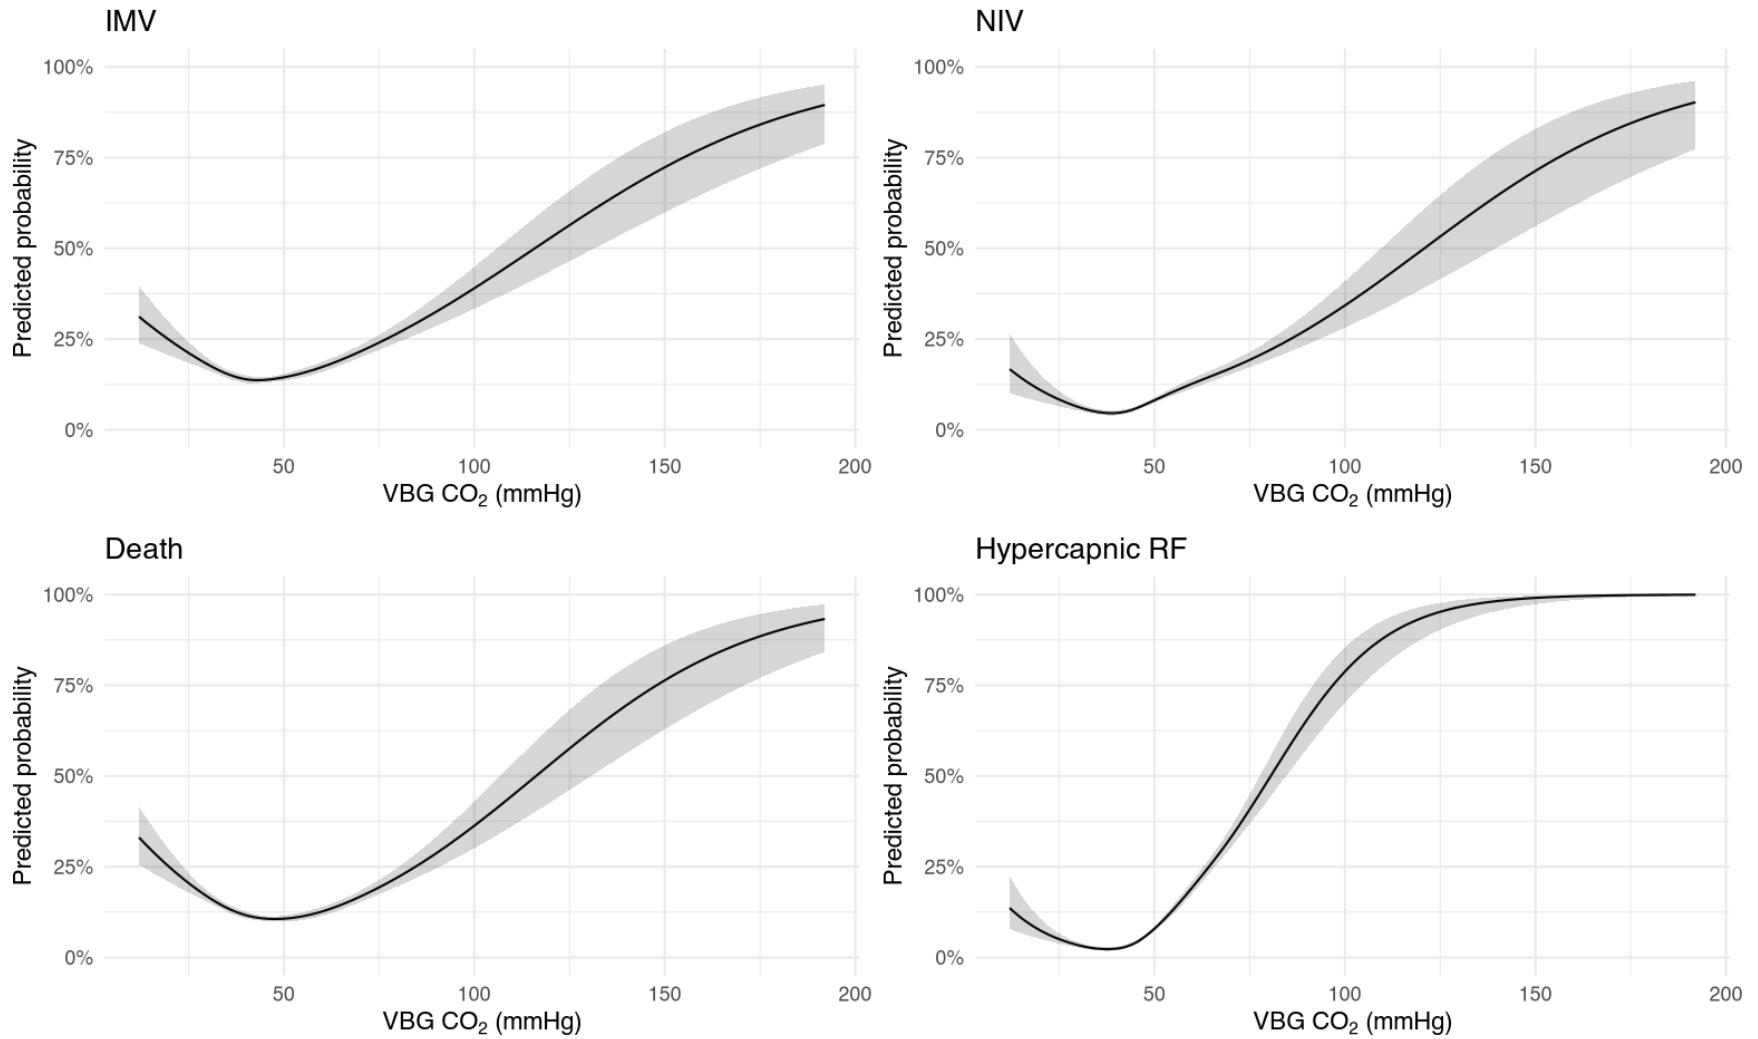 IMV
Predicted probability
100%
75%
50%
25%
0%
50 100 150 200
VBG CO₂ (mmHg)
NIV
Predicted probability
100%
75%
50%
25%
0%
50 100 150 200
VBG CO₂ (mmHg)
Death
Predicted probability
100%
75%
50%
25%
0%
50 100 150 200
VBG CO₂ (mmHg)
Hypercapnic RF
Predicted probability
100%
75%
50%
25%
0%
50 100 150 200
VBG CO₂ (mmHg)